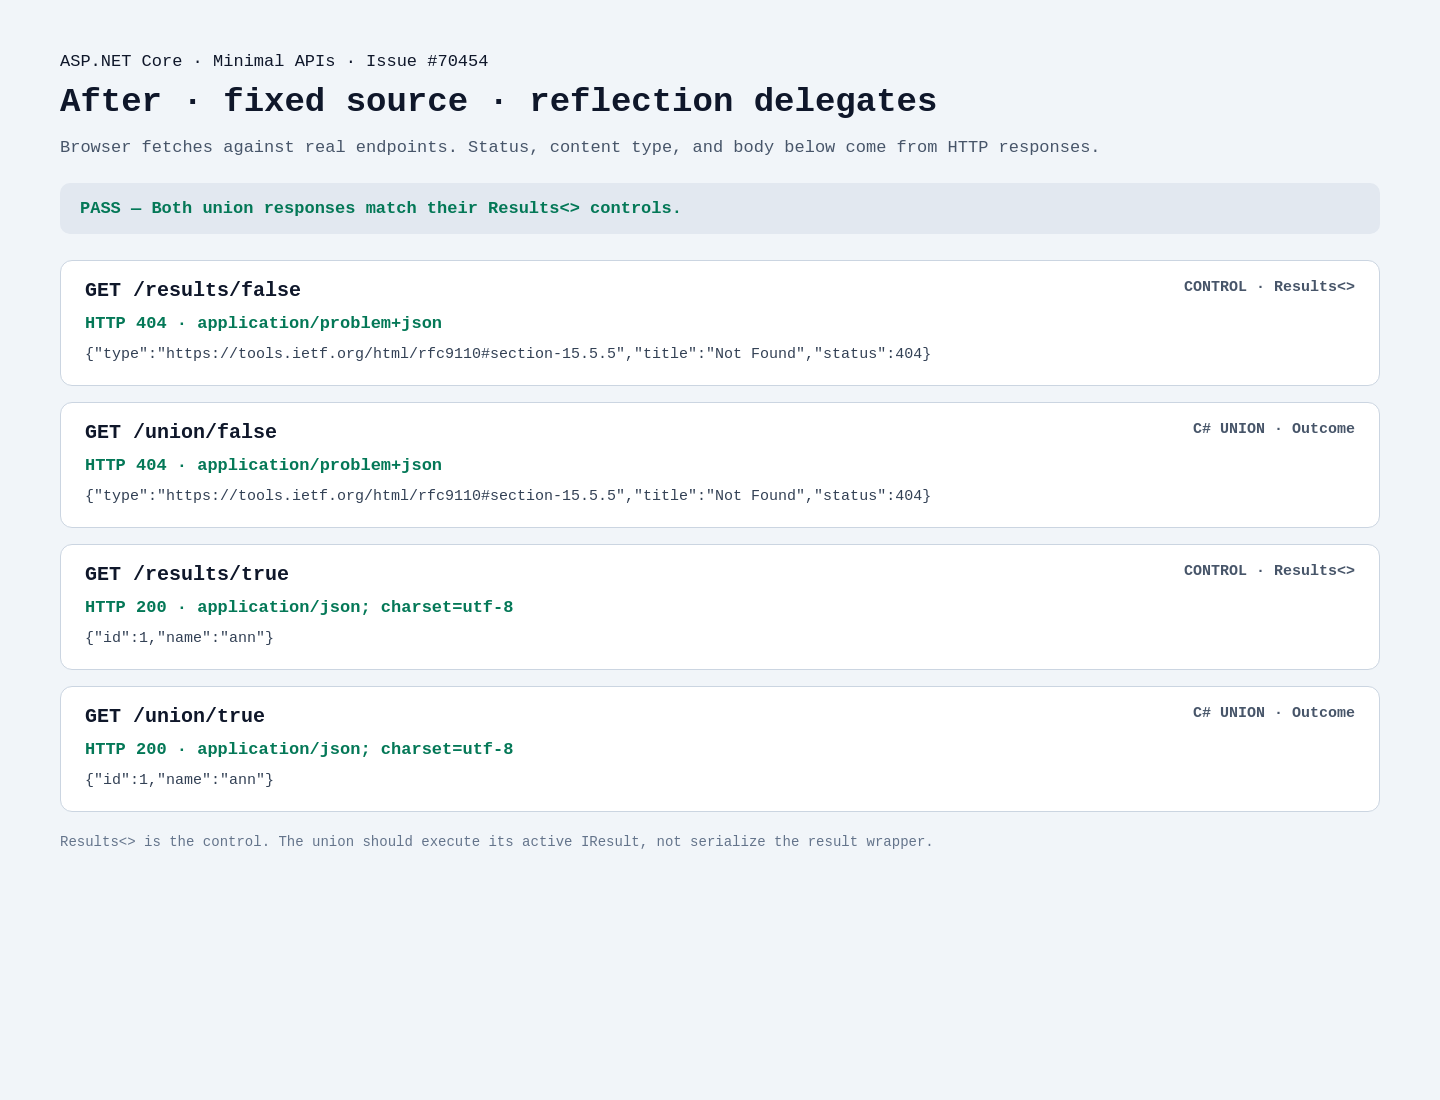 ASP.NET Core · Minimal APIs · Issue #70454
After · fixed source · reflection delegates
Browser fetches against real endpoints. Status, content type, and body below come from HTTP responses.
PASS — Both union responses match their Results<> controls.
GET /results/false
CONTROL · Results<>
HTTP 404 · application/problem+json
{"type":"https://tools.ietf.org/html/rfc9110#section-15.5.5","title":"Not Found","status":404}
GET /union/false
C# UNION · Outcome
HTTP 404 · application/problem+json
{"type":"https://tools.ietf.org/html/rfc9110#section-15.5.5","title":"Not Found","status":404}
GET /results/true
CONTROL · Results<>
HTTP 200 · application/json; charset=utf-8
{"id":1,"name":"ann"}
GET /union/true
C# UNION · Outcome
HTTP 200 · application/json; charset=utf-8
{"id":1,"name":"ann"}
Results<> is the control. The union should execute its active IResult, not serialize the result wrapper.